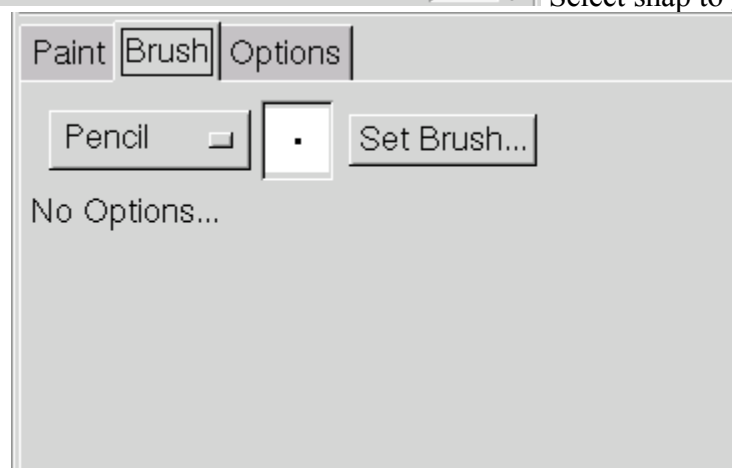 Select snap to
Paint Brush Options
Pencil Set Brush...
No Options...